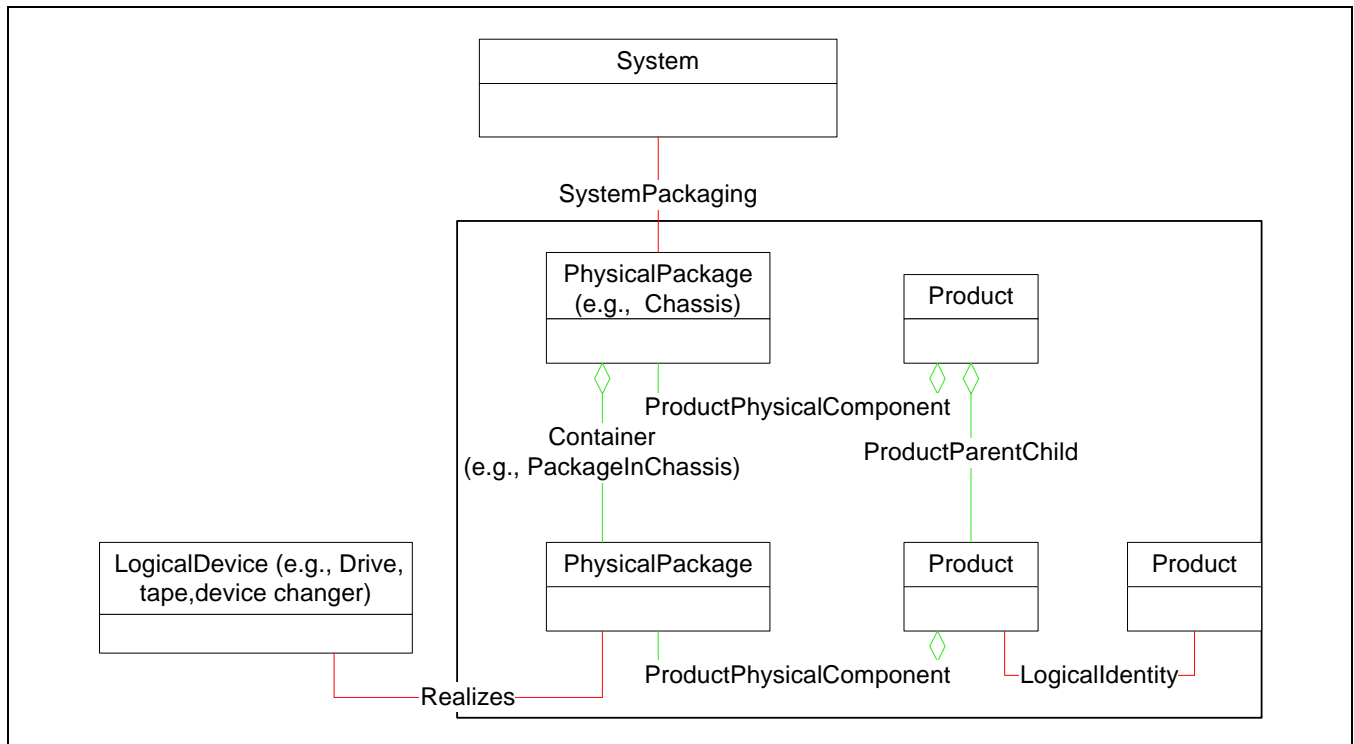 System
SystemPackaging
PhysicalPackage
(e.g., Chassis)
Product
ProductPhysicalComponent
Container
(e.g., PackageInChassis)
ProductParentChild
LogicalDevice (e.g., Drive,
tape,device changer)
PhysicalPackage
Product
Product
ProductPhysicalComponent
LogicalIdentity
Realizes